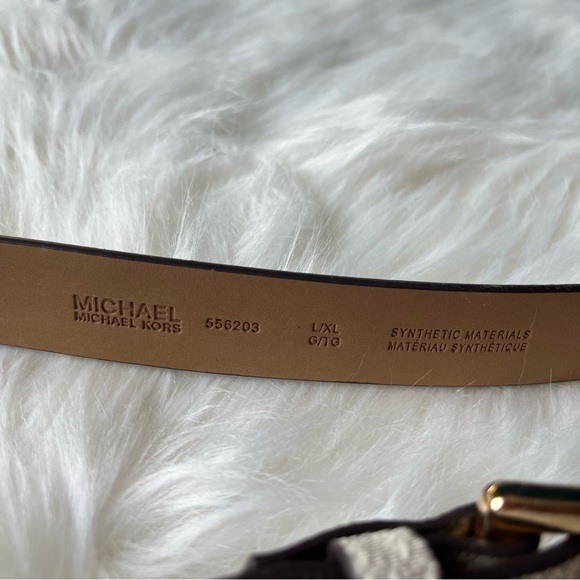 MICHAEL
MICHAEL KORS
556203
L/XL
G/TG
SYNTHETIC MATERIALS
MATÉRIAU SYNTHÉTIQUE